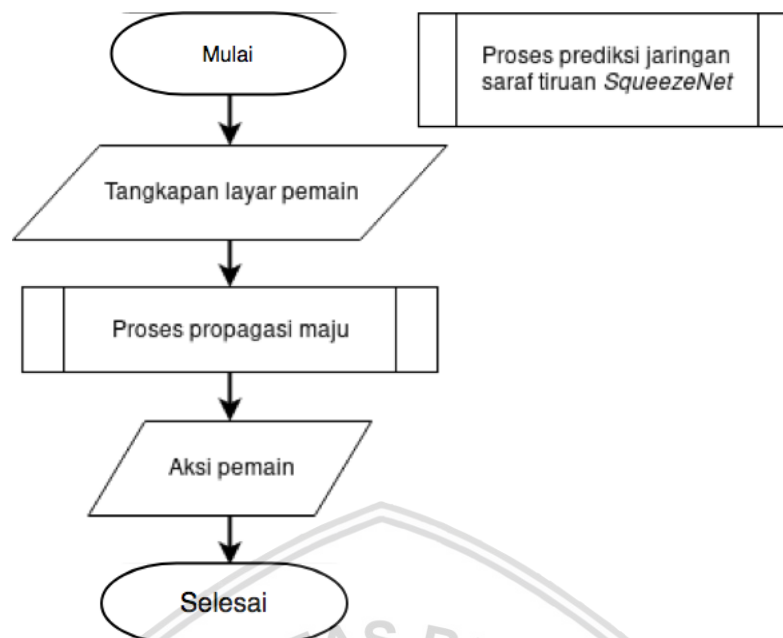 Mulai
Proses prediksi jaringan
saraf tiruan SqueezeNet
Tangkapan layar pemain
Proses propagasi maju
Aksi pemain
Selesai